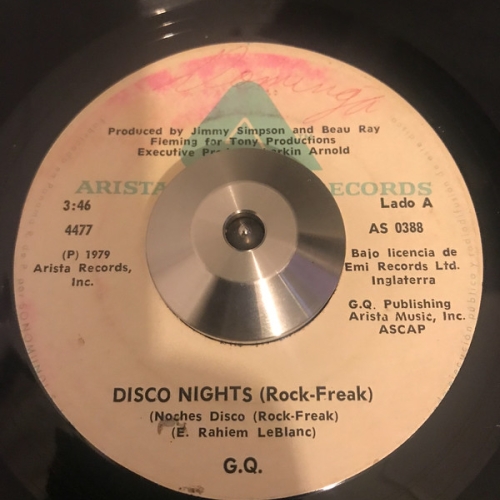 Produced by Jimmy Simpson and Beau Ray
Fleming for Tony Productions
Executive Larkin Arnold
ARISTA RECORDS
3:46
4477
(P) 1979
Arista Records,
Inc.
Lado A
AS 0388
Bajo licencia de
Emi Records Ltd.
Inglaterra
G.Q. Publishing
Arista Music, Inc.
ASCAP
DISCO NIGHTS (Rock-Freak)
(Noches Disco (Rock-Freak)
(E. Rahiem LeBlanc)
G.Q.